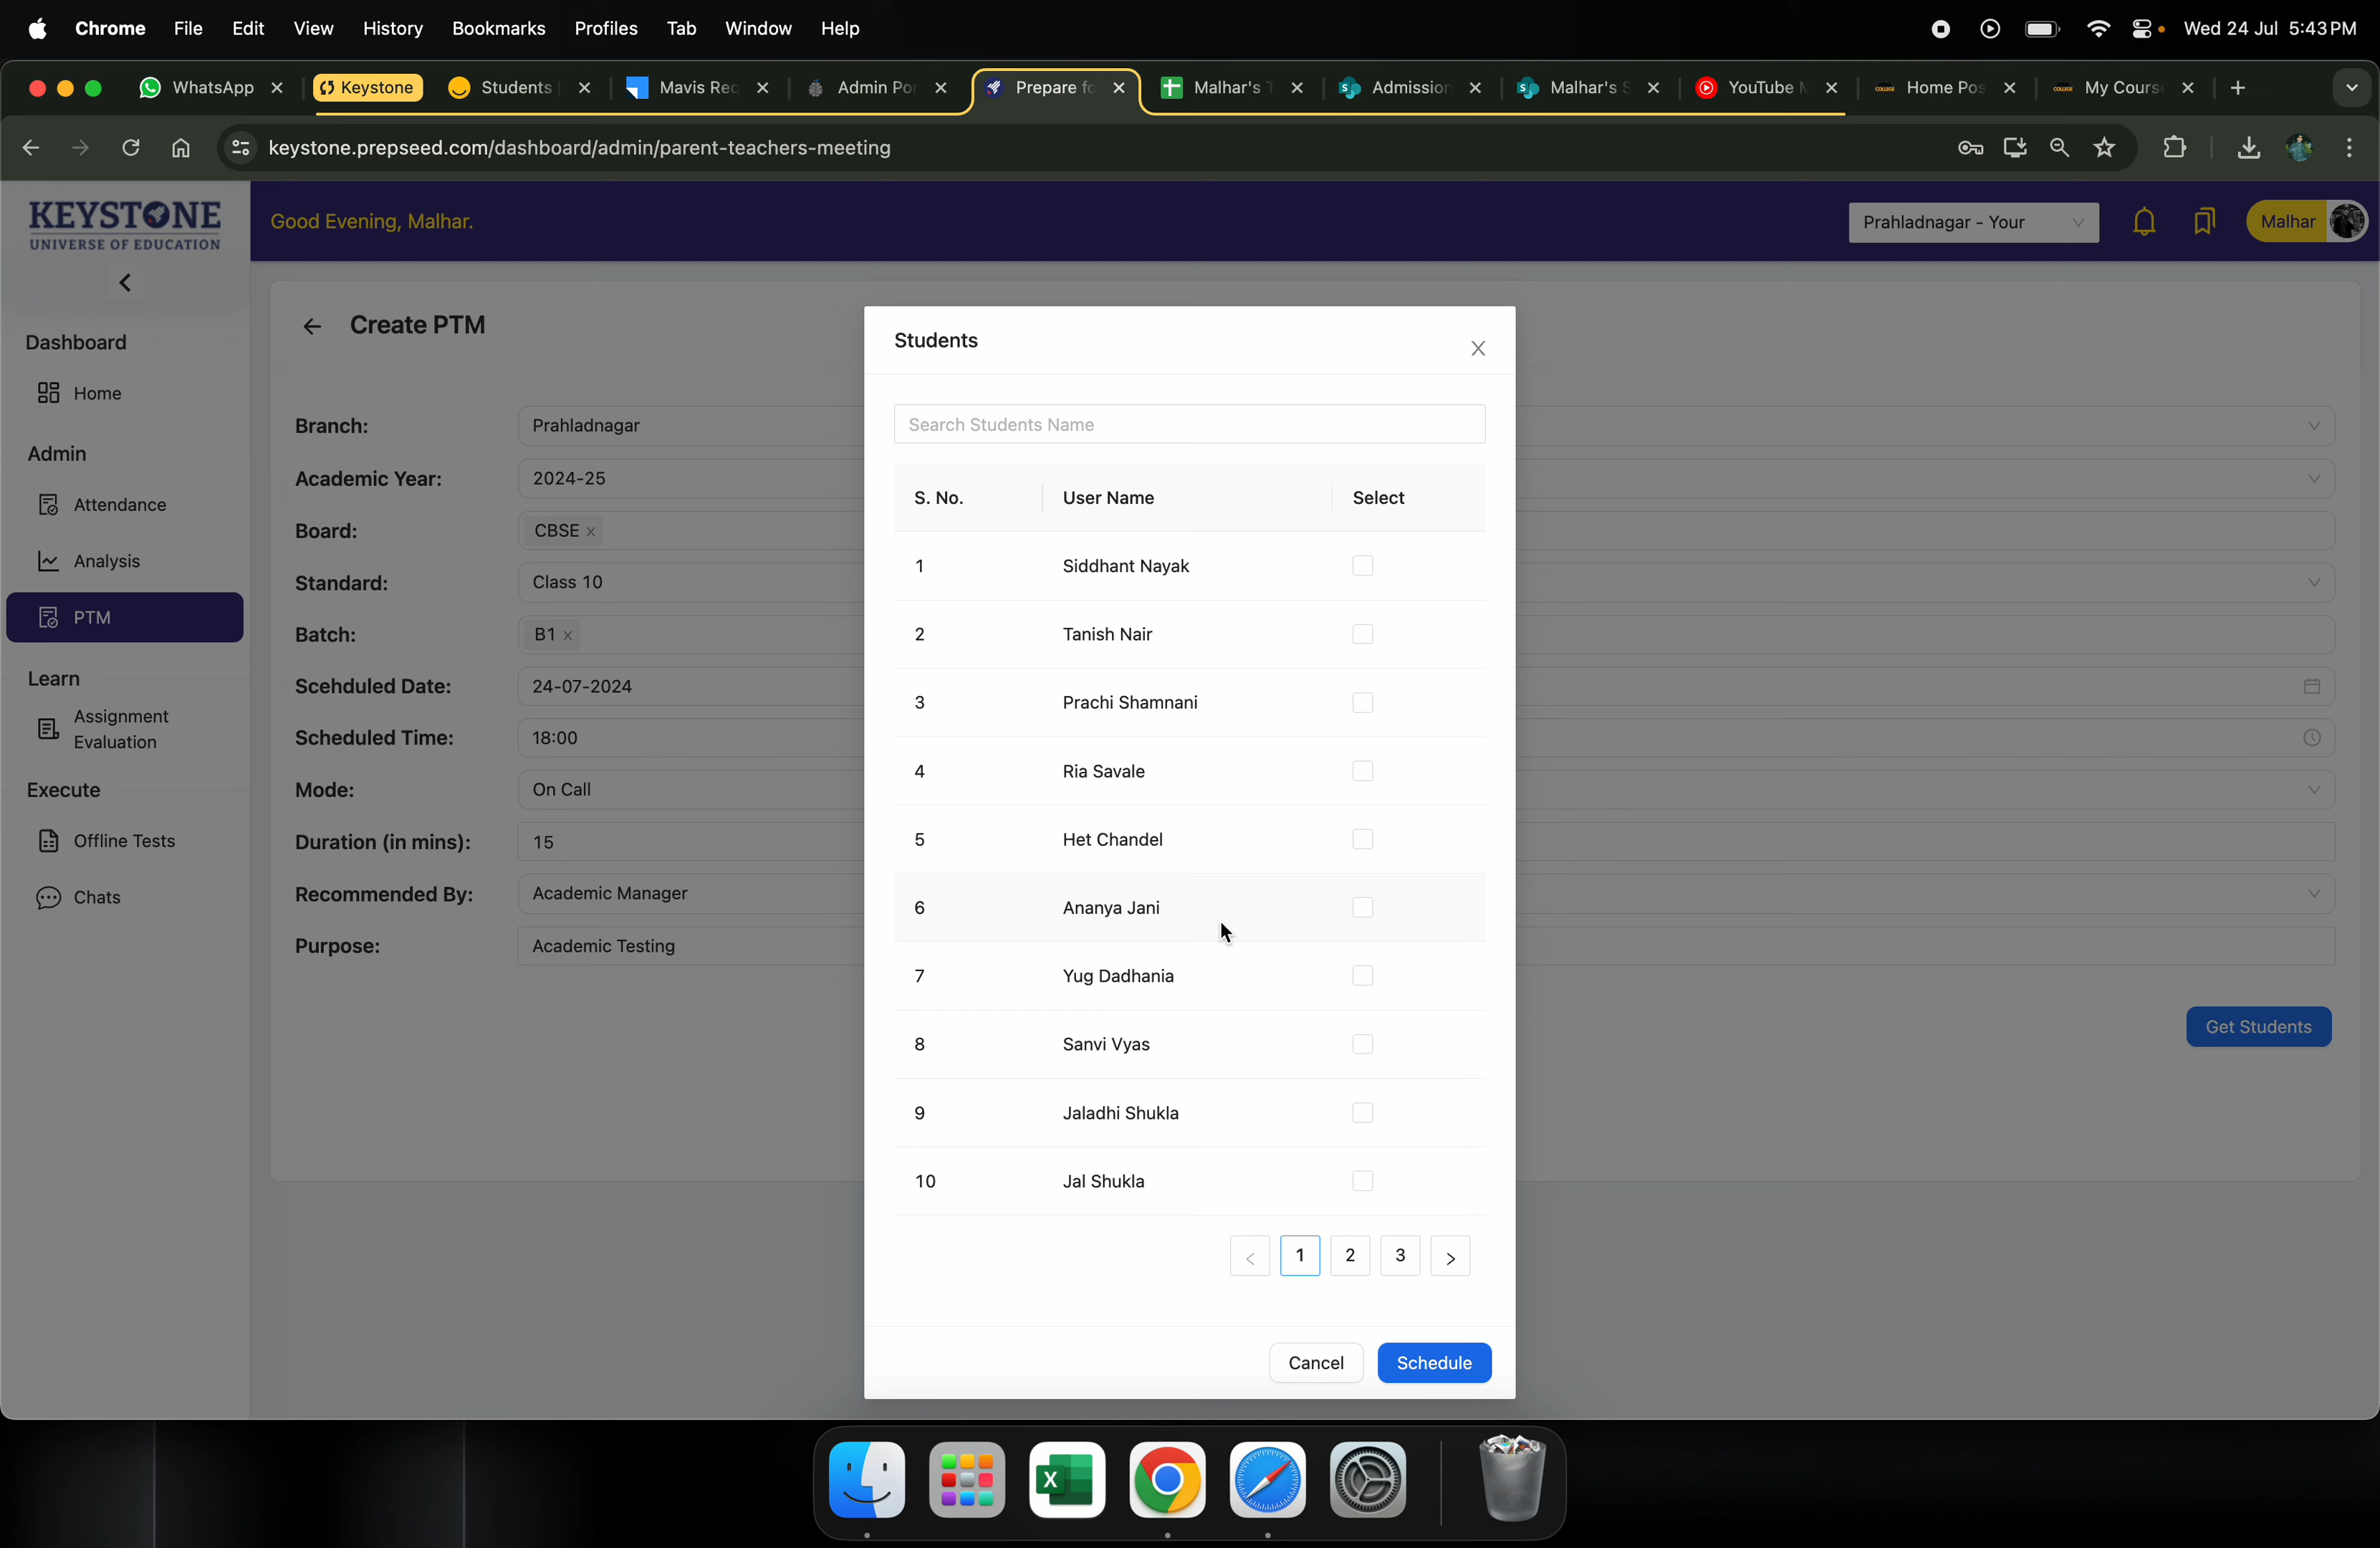 Chrome File Edit View History Bookmarks Profiles Tab Window Help Wed 24 Jul 5:43 PM
WhatsApp Keystone Students Mavis Req Admin Por Prepare fo Malhar's T Admission Malhar's S YouTube M Home Pos My Course
keystone.prepseed.com/dashboard/admin/parent-teachers-meeting
KEYSTONE
UNIVERSE OF EDUCATION
Good Evening, Malhar.
Prahladnagar - Your
Malhar
Dashboard
Home
Admin
Attendance
Analysis
PTM
Learn
Assignment
Evaluation
Execute
Offline Tests
Chats
Create PTM
Branch: Prahladnagar
Academic Year: 2024-25
Board: CBSE
Standard: Class 10
Batch: B1
Scehduled Date: 24-07-2024
Scheduled Time: 18:00
Mode: On Call
Duration (in mins): 15
Recommended By: Academic Manager
Purpose: Academic Testing
Get Students
Students
Search Students Name
S. No. User Name Select
1 Siddhant Nayak
2 Tanish Nair
3 Prachi Shamnani
4 Ria Savale
5 Het Chandel
6 Ananya Jani
7 Yug Dadhania
8 Sanvi Vyas
9 Jaladhi Shukla
10 Jal Shukla
< 1 2 3 >
Cancel Schedule